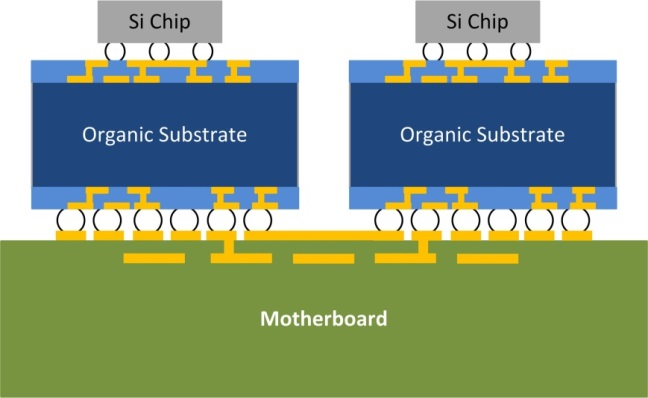 Si Chip
Si Chip
Organic Substrate
Organic Substrate
Motherboard